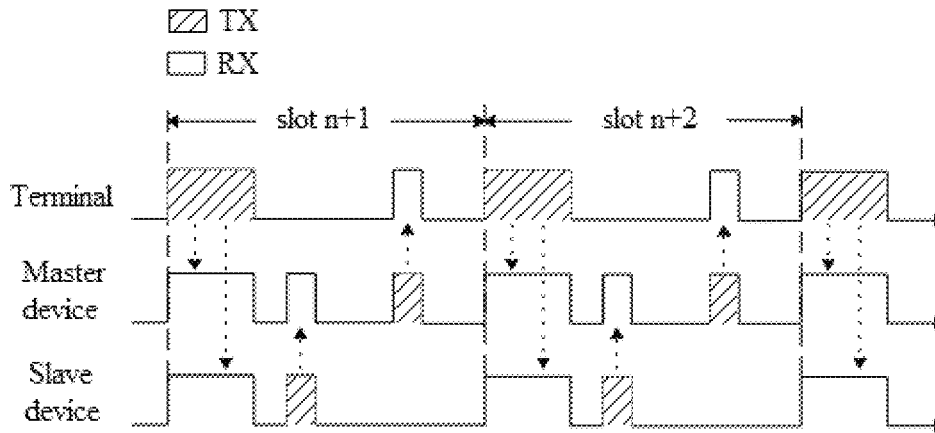 TX
RX
slot n+1
slot n+2
Terminal
Master
device
Slave
device